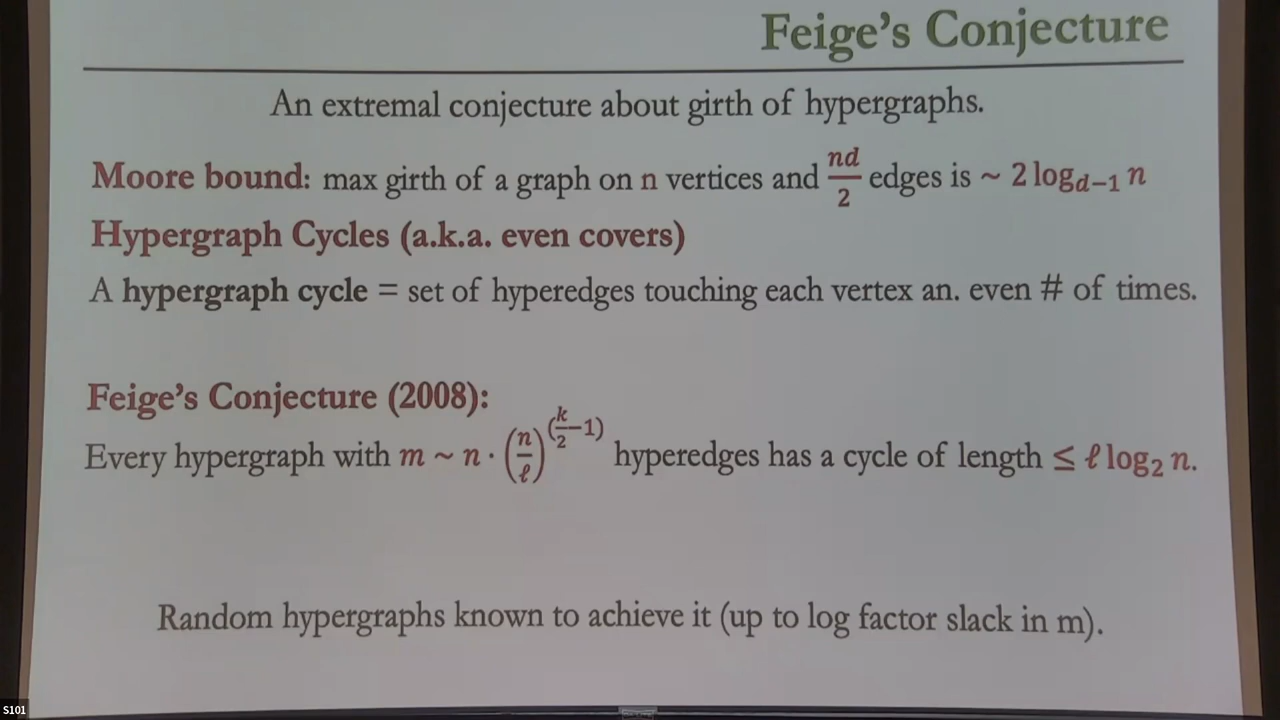 Feige's Conjecture
An extremal conjecture about girth of hypergraphs.
Moore bound: max girth of a graph on n vertices and nd/2 edges is ~ 2 log_{d−1} n
Hypergraph Cycles (a.k.a. even covers)
A hypergraph cycle = set of hyperedges touching each vertex an. even # of times.
Feige's Conjecture (2008):
Every hypergraph with m ~ n · (n/ℓ)^{(k/2−1)} hyperedges has a cycle of length ≤ ℓ log₂ n.
Random hypergraphs known to achieve it (up to log factor slack in m).
S101